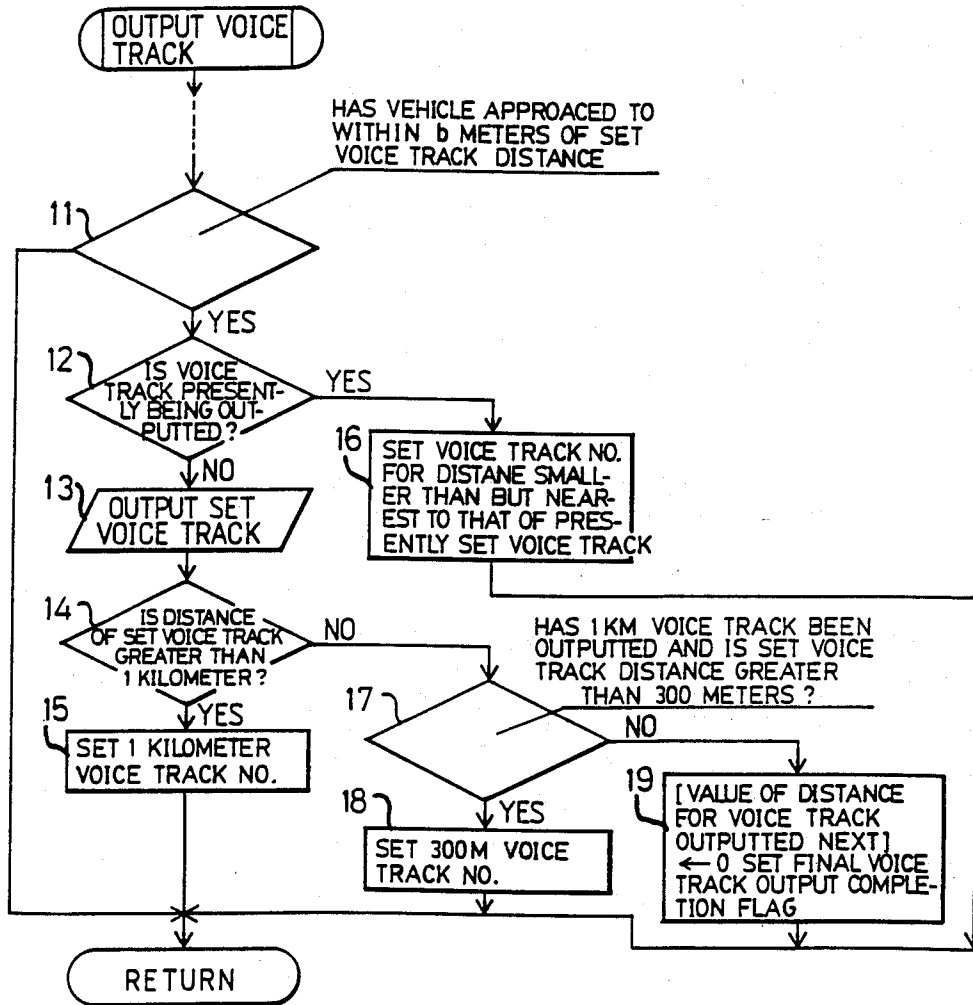 OUTPUT VOICE
TRACK
HAS VEHICLE APPROACED TO
WITHIN b METERS OF SET
VOICE TRACK DISTANCE
11
YES
12
IS VOICE
TRACK PRESENT-
LY BEING OUT-
PUTTED?
YES
NO
16
SET VOICE TRACK NO.
FOR DISTANE SMALL-
ER THAN BUT NEAR-
EST TO THAT OF PRES-
ENTLY SET VOICE TRACK
13
OUTPUT SET
VOICE TRACK
14
IS DISTANCE
OF SET VOICE TRACK
GREATER THAN
1 KILOMETER?
NO
YES
HAS 1KM VOICE TRACK BEEN
OUTPUTTED AND IS SET VOICE
TRACK DISTANCE GREATER
THAN 300 METERS ?
15
SET 1 KILOMETER
VOICE TRACK NO.
17
NO
YES
18
SET 300M VOICE
TRACK NO.
19
[VALUE OF DISTANCE
FOR VOICE TRACK
OUTPUTTED NEXT]
←0 SET FINAL VOICE
TRACK OUTPUT COMPLE-
TION FLAG
RETURN